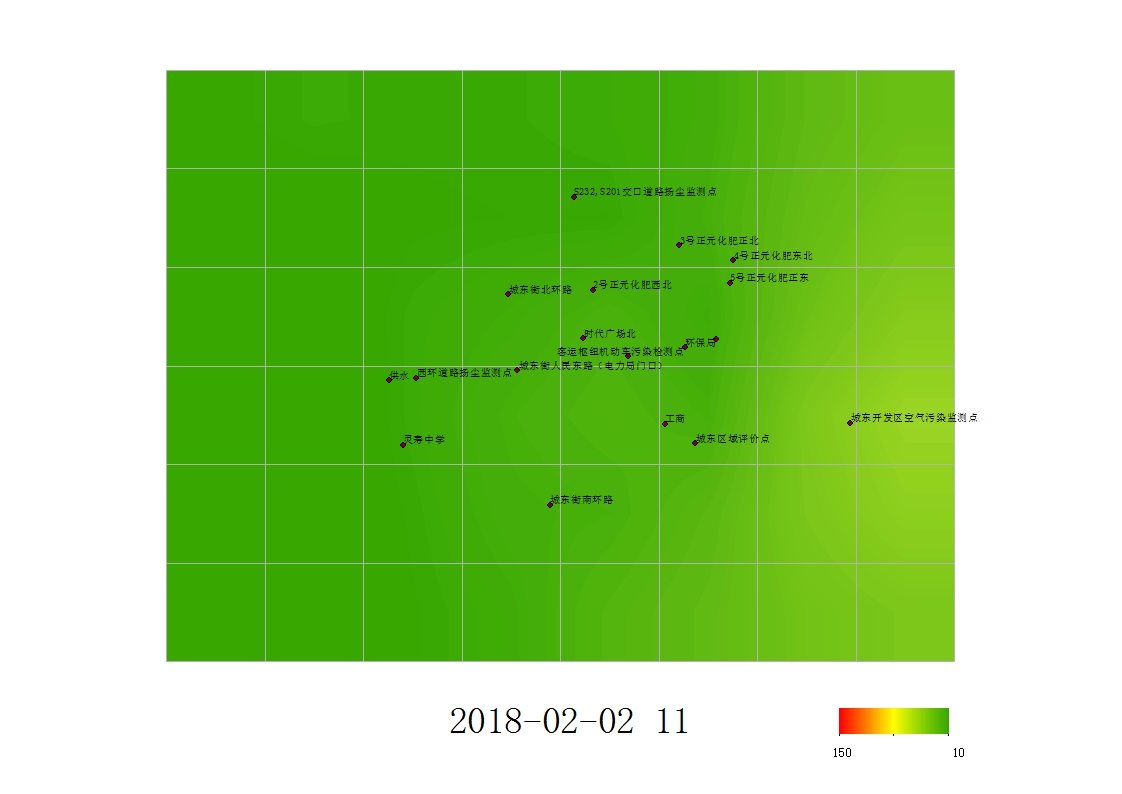 S232,S201交口道路扬尘监测点
3号正元化肥正北
4号正元化肥东北
5号正元化肥正东
2号正元化肥西北
城东街北环路
时代广场北
环保局
客运枢纽机动车污染检测点
城东街人民东路（电力局门口）
西环道路扬尘监测点
供水
工商
城东开发区空气污染监测点
城东区域评价点
灵寿中学
城东街南环路
2018-02-02 11
150
10